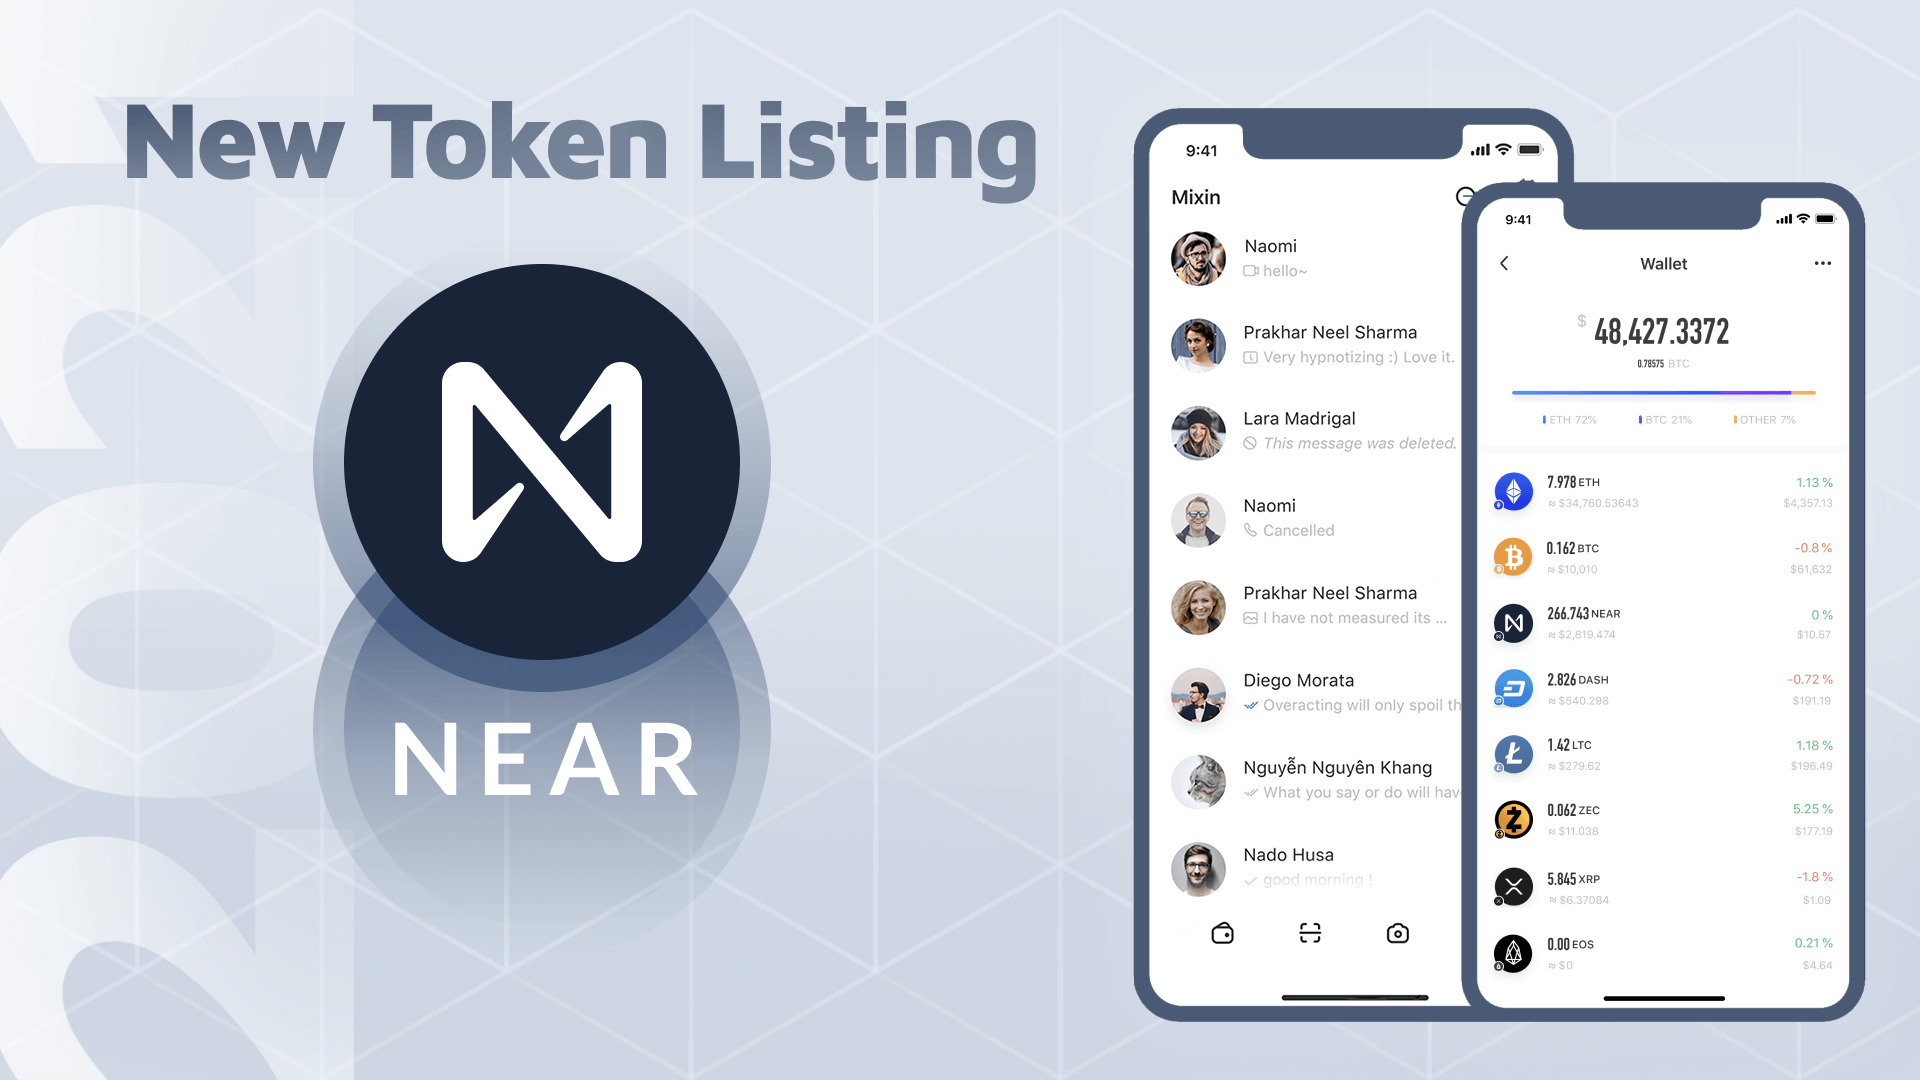 New Token Listing
NEAR
9:41
Mixin
Naomi
hello~
Prakhar Neel Sharma
Very hypnotizing :) Love it.
Lara Madrigal
This message was deleted.
Naomi
Cancelled
Prakhar Neel Sharma
I have not measured its ...
Diego Morata
Overacting will only spoil th
Nguyễn Nguyên Khang
What you say or do will hav
Nado Husa
good morning !
9:41
Wallet
$ 48,427.3372
0.78575 BTC
ETH 72% BTC 21% OTHER 7%
7.978 ETH 1.13 %
≈ $34,760.53643 $4,357.13
0.162 BTC -0.8 %
≈ $10,010 $61,632
266.743 NEAR 0 %
≈ $2,819.474 $10.57
2.826 DASH -0.72 %
≈ $540.298 $191.19
1.42 LTC 1.18 %
≈ $279.62 $196.49
0.062 ZEC 5.25 %
≈ $11.038 $177.19
5.845 XRP -1.8 %
≈ $6.37084 $1.09
0.00 EOS 0.21 %
≈ $0 $4.64